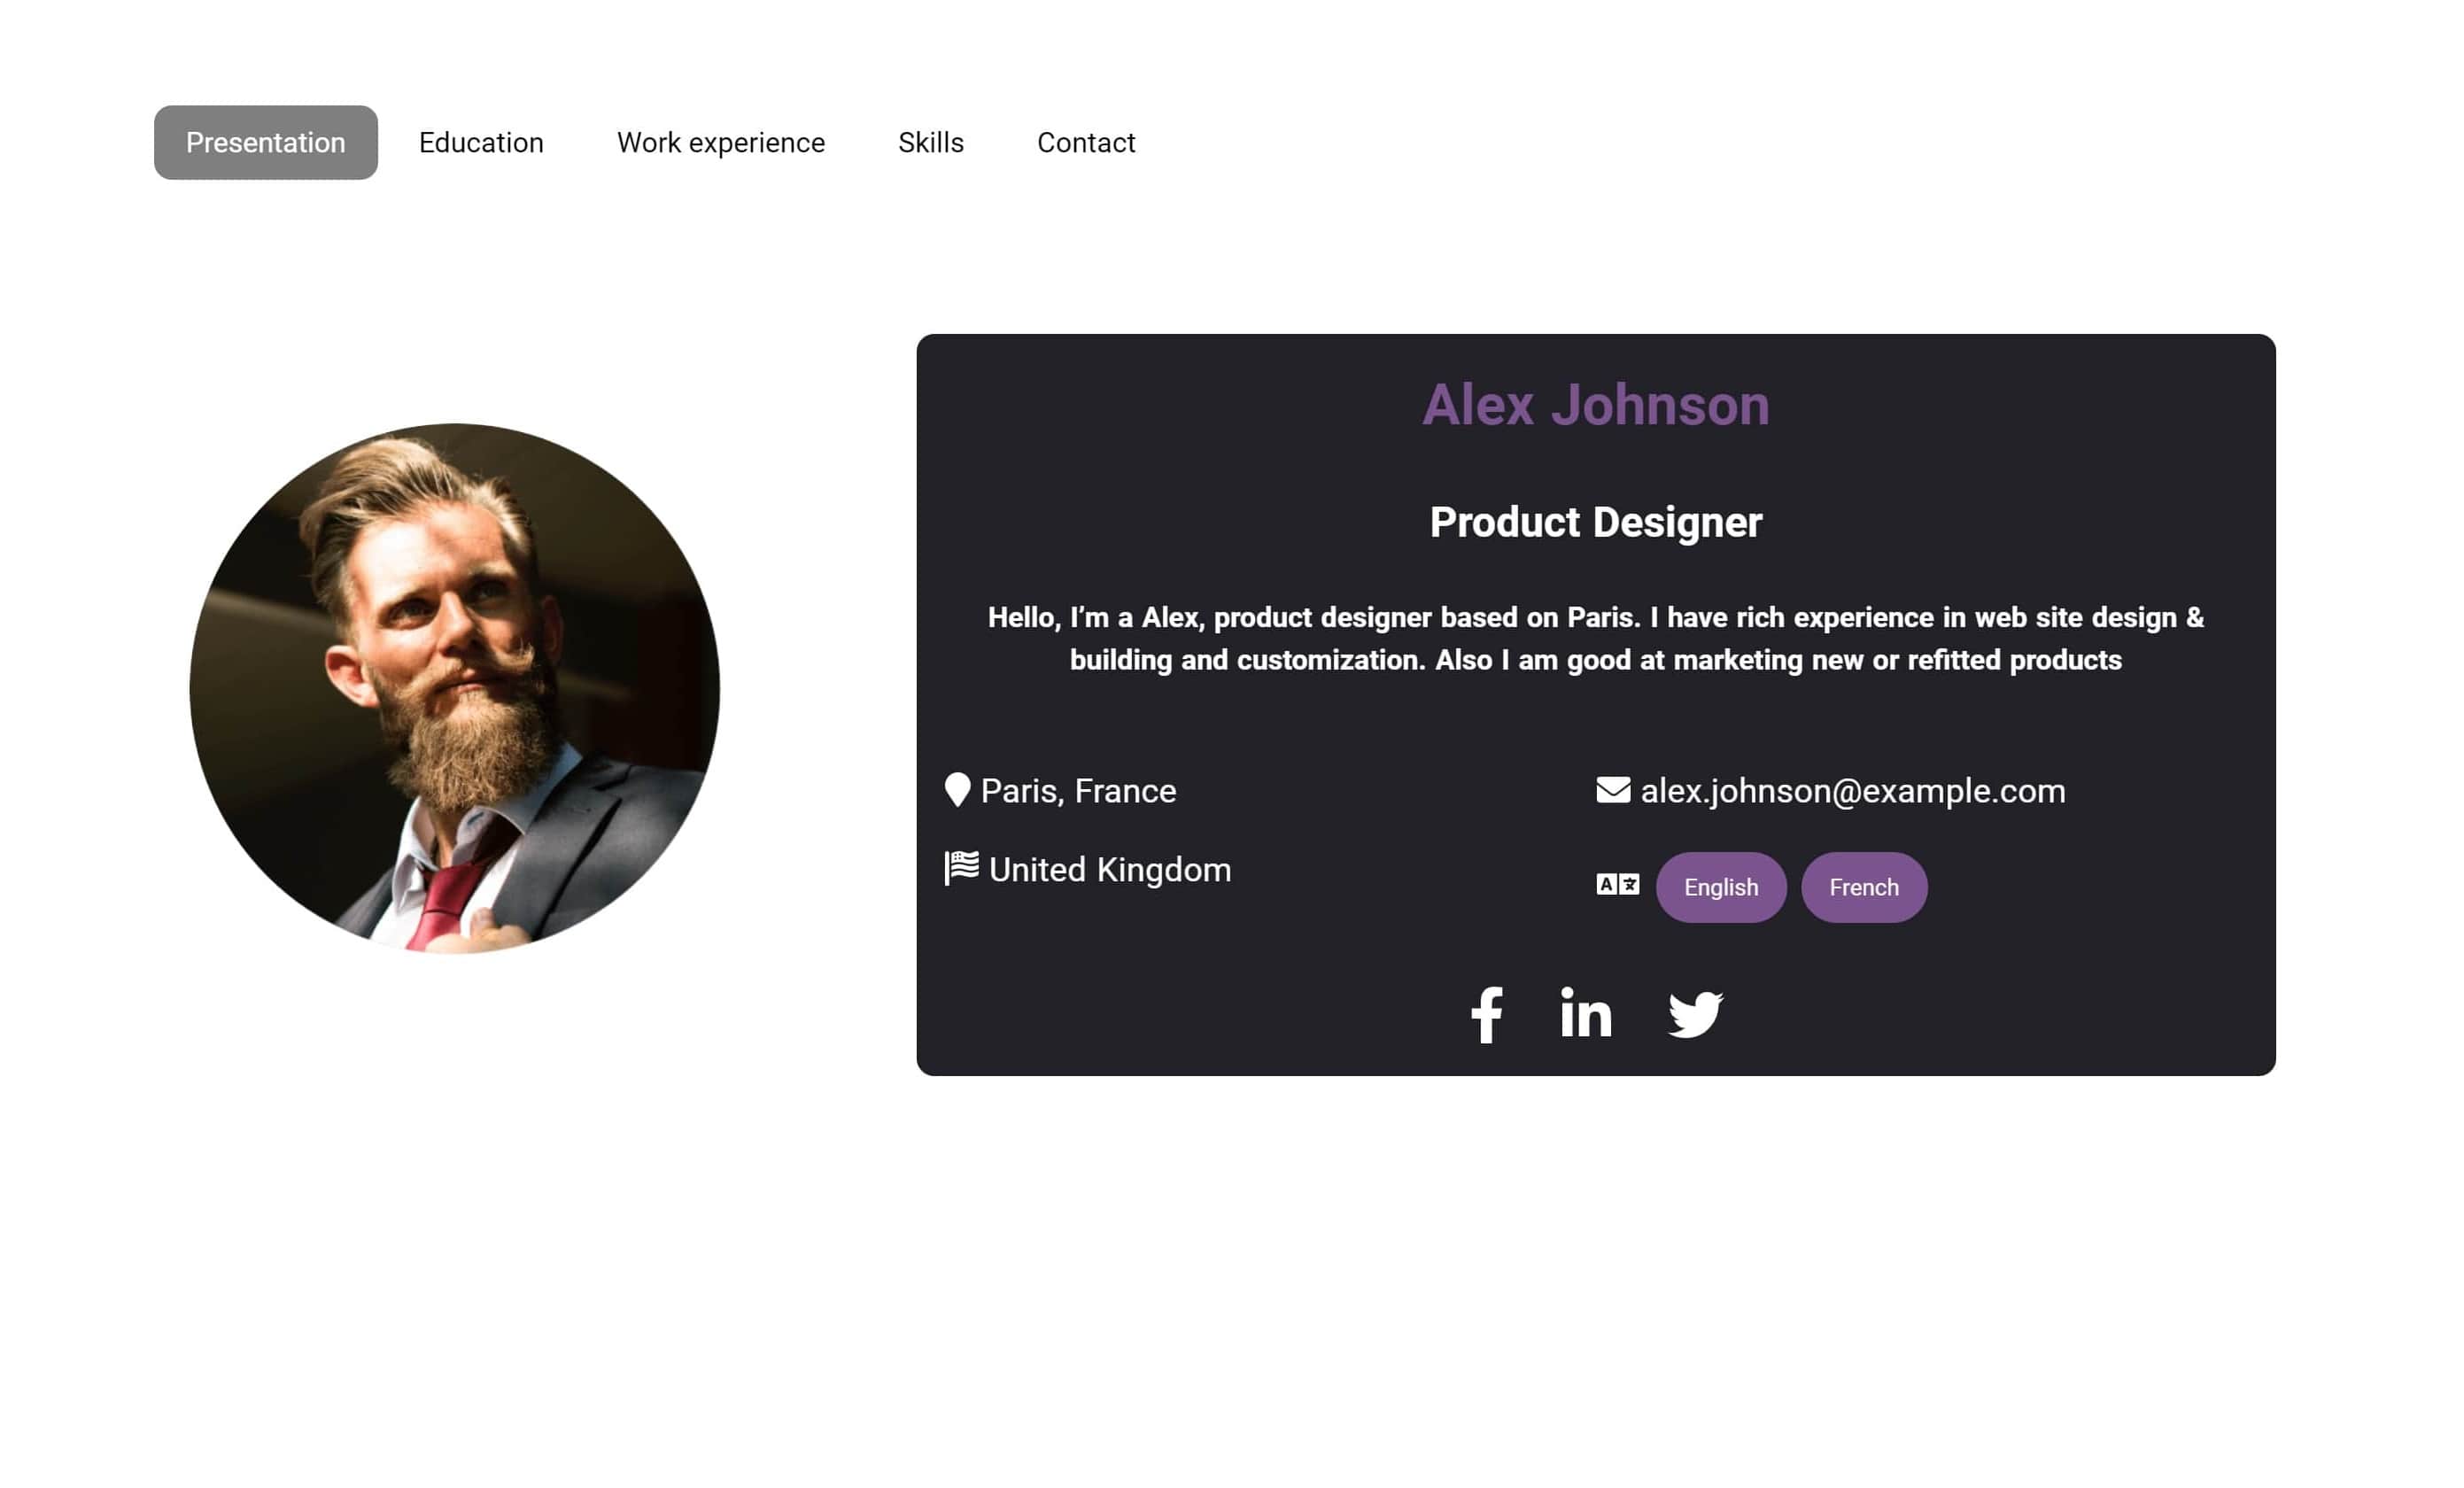 Presentation Education Work experience Skills Contact
Alex Johnson
Product Designer
Hello, I’m a Alex, product designer based on Paris. I have rich experience in web site design &
building and customization. Also I am good at marketing new or refitted products
Paris, France
alex.johnson@example.com
United Kingdom
English French